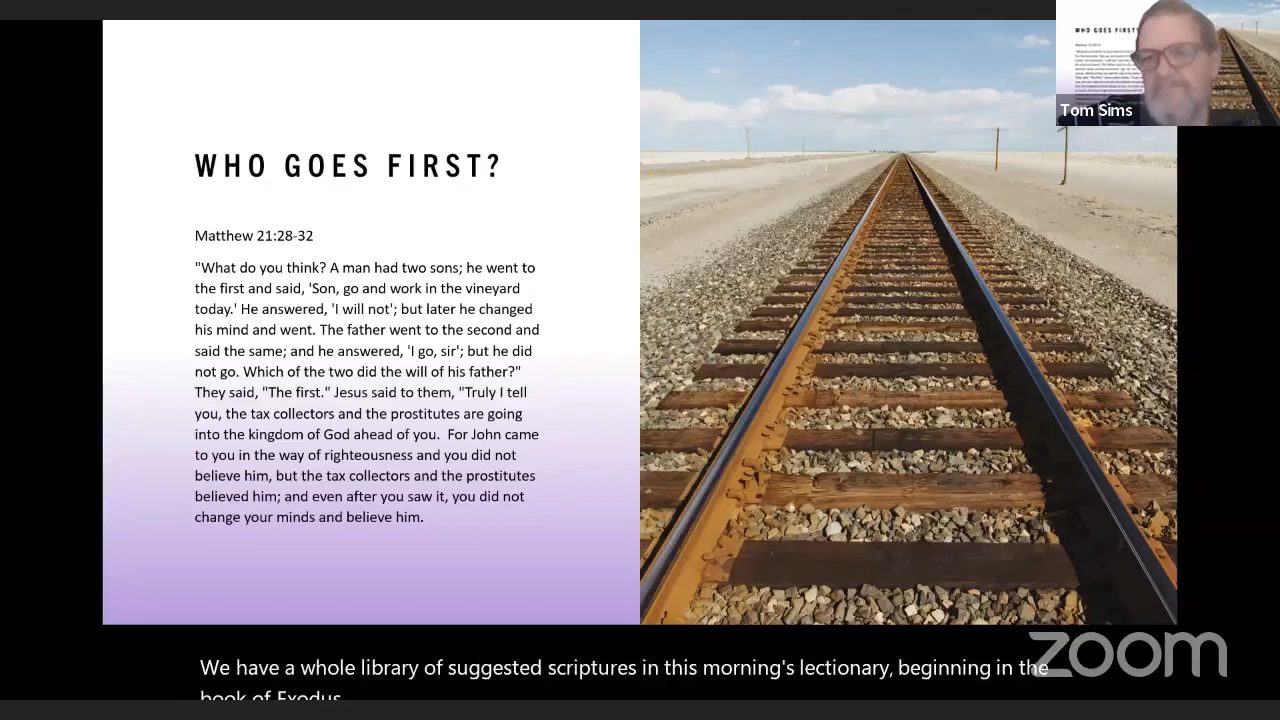 WHO GOES FIRST?
Matthew 21:28-32
"What do you think? A man had two sons; he went to
the first and said, 'Son, go and work in the vineyard
today.' He answered, 'I will not'; but later he changed
his mind and went. The father went to the second and
said the same; and he answered, 'I go, sir'; but he did
not go. Which of the two did the will of his father?"
They said, "The first." Jesus said to them, "Truly I tell
you, the tax collectors and the prostitutes are going
into the kingdom of God ahead of you.  For John came
to you in the way of righteousness and you did not
believe him, but the tax collectors and the prostitutes
believed him; and even after you saw it, you did not
change your minds and believe him.
WHO GOES FIRST?
Tom Sims
zoom
We have a whole library of suggested scriptures in this morning's lectionary, beginning in the
book of Exodus